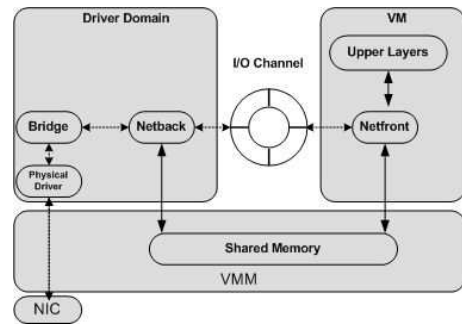 Driver Domain
VM
Upper Layers
I/O Channel
Bridge
Netback
Netfront
Physical
Driver
Shared Memory
VMM
NIC